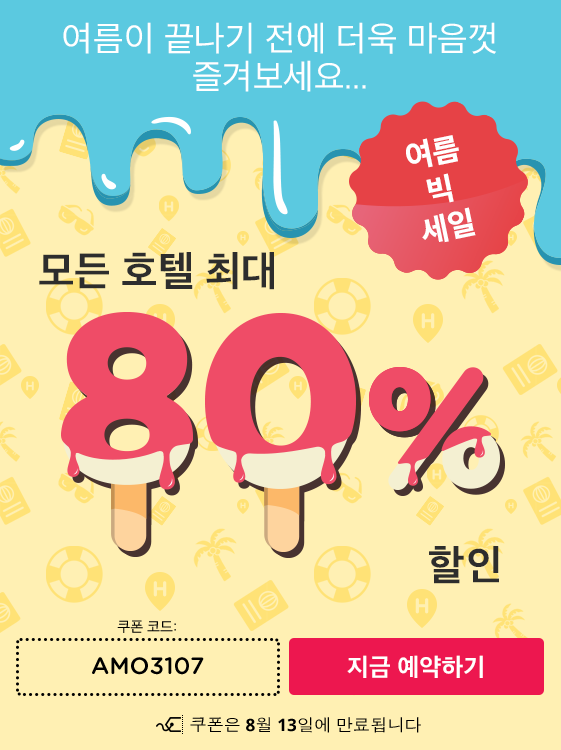 여름이 끝나기 전에 더욱 마음껏
즐겨보세요...
여름
빅
세일
모든 호텔 최대
80%
할인
쿠폰 코드:
AMO3107
지금 예약하기
쿠폰은 8월 13일에 만료됩니다